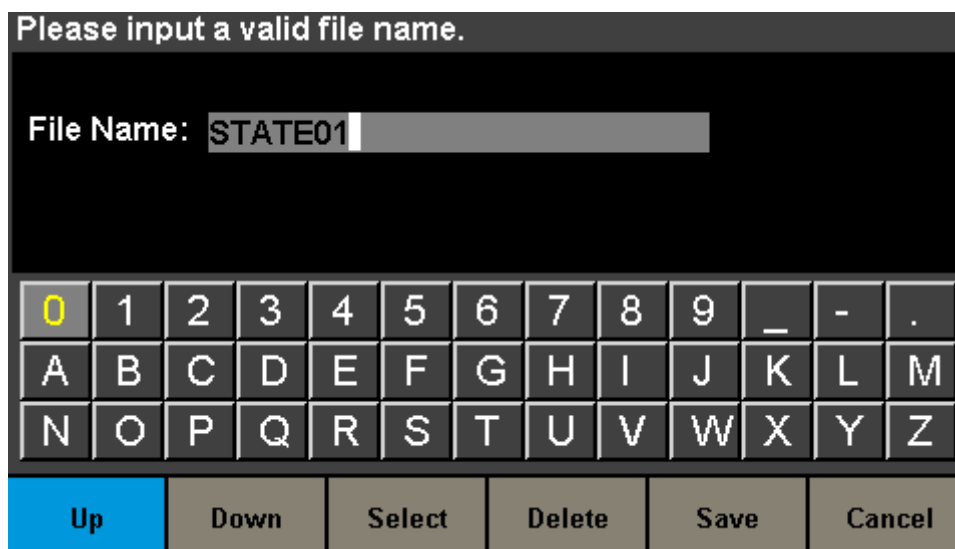 Please input a valid file name.
File Name: STATE01
0 1 2 3 4 5 6 7 8 9 _ - .
A B C D E F G H I J K L M
N O P Q R S T U V W X Y Z
Up Down Select Delete Save Cancel